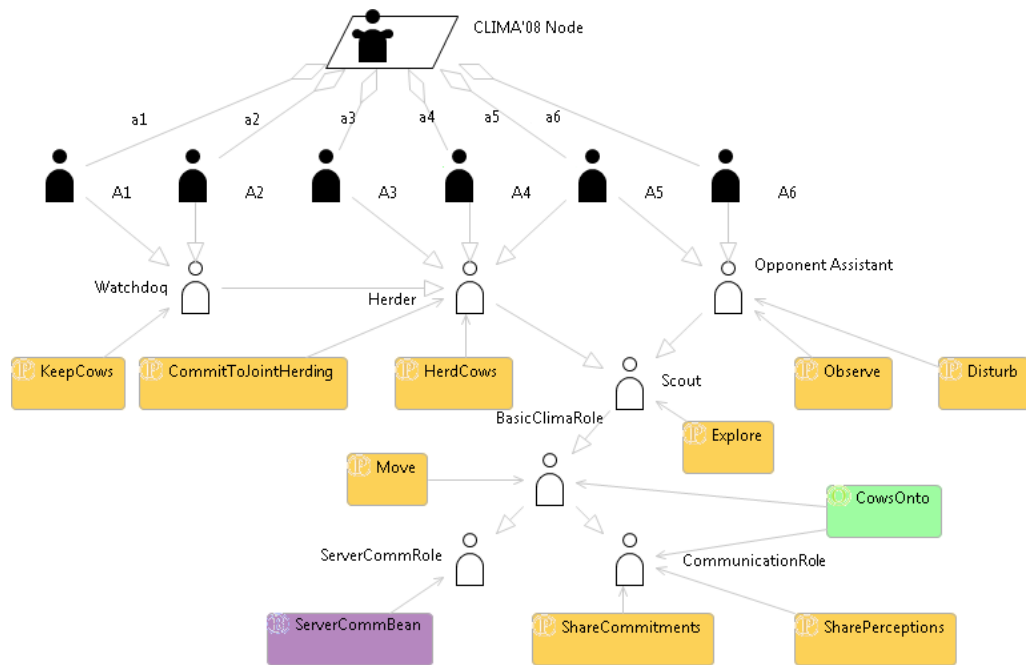 CLIMA'08 Node
a1
a2
a3
a4
a5
a6
A1
A2
A3
A4
A5
A6
Watchdoq
Herder
Opponent Assistant
KeepCows
CommitToJointHerding
HerdCows
Observe
Disturb
Scout
BasicClimaRole
Explore
Move
CowsOnto
ServerCommRole
CommunicationRole
ServerCommBean
ShareCommitments
SharePerceptions